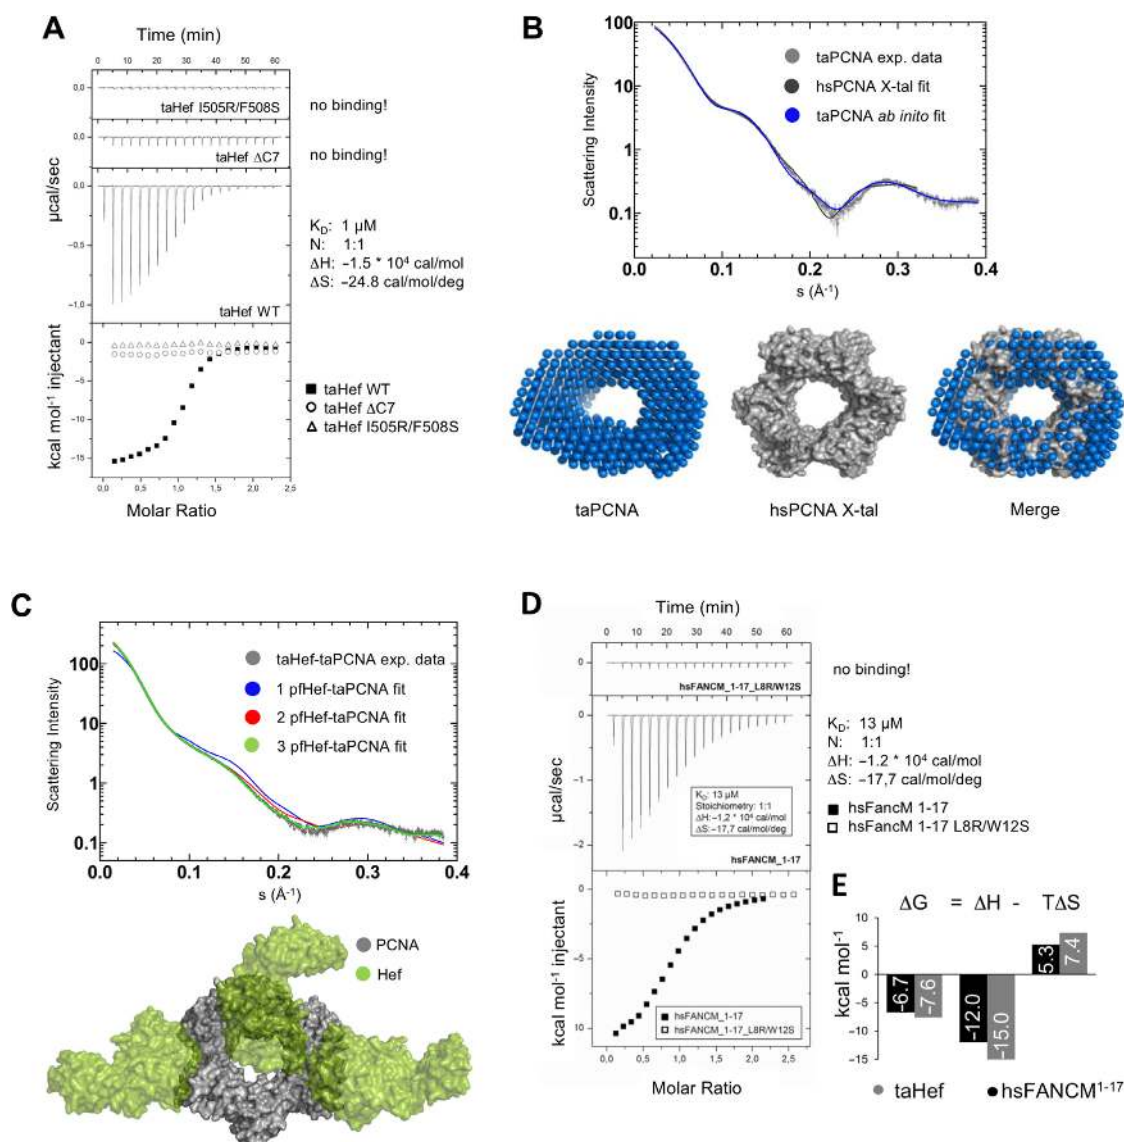 A
Time (min)
0 10 20 30 40 50 60
0,0
taHef I505R/F508S
no binding!
0,0
taHef ΔC7
no binding!
µcal/sec
0,0
−0,5
−1,0
K_D: 1 µM
N: 1:1
ΔH: −1.5 * 10⁴ cal/mol
ΔS: −24.8 cal/mol/deg
taHef WT
kcal mol⁻¹ injectant
0
−5
−10
−15
taHef WT
taHef ΔC7
taHef I505R/F508S
0,0 0,5 1,0 1,5 2,0 2,5
Molar Ratio
B
Scattering Intensity
100
10
1
0.1
taPCNA exp. data
hsPCNA X-tal fit
taPCNA ab inito fit
0.0 0.1 0.2 0.3 0.4
s (Å⁻¹)
taPCNA
hsPCNA X-tal
Merge
C
Scattering Intensity
100
10
1
0.1
taHef-taPCNA exp. data
1 pfHef-taPCNA fit
2 pfHef-taPCNA fit
3 pfHef-taPCNA fit
0.0 0.1 0.2 0.3 0.4
s (Å⁻¹)
PCNA
Hef
D
Time (min)
0 10 20 30 40 50 60
0
hsFANCM_1-17_L8R/W12S
no binding!
µcal/sec
0
−1
−2
K_D: 13 µM
Stoichiometry: 1:1
ΔH: −1,2 * 10⁴ cal/mol
ΔS: −17,7 cal/mol/deg
hsFANCM_1-17
K_D: 13 µM
N: 1:1
ΔH: −1.2 * 10⁴ cal/mol
ΔS: −17,7 cal/mol/deg
hsFancM 1-17
hsFancM 1-17 L8R/W12S
kcal mol⁻¹ injectant
0
5
10
hsFANCM_1-17
hsFANCM_1-17_L8R/W12S
0,0 0,5 1,0 1,5 2,0 2,5
Molar Ratio
E
ΔG = ΔH - TΔS
kcal mol⁻¹
5
0
−5
−10
−15
-6.7
-7.6
-12.0
-15.0
5.3
7.4
taHef
hsFANCM¹⁻¹⁷